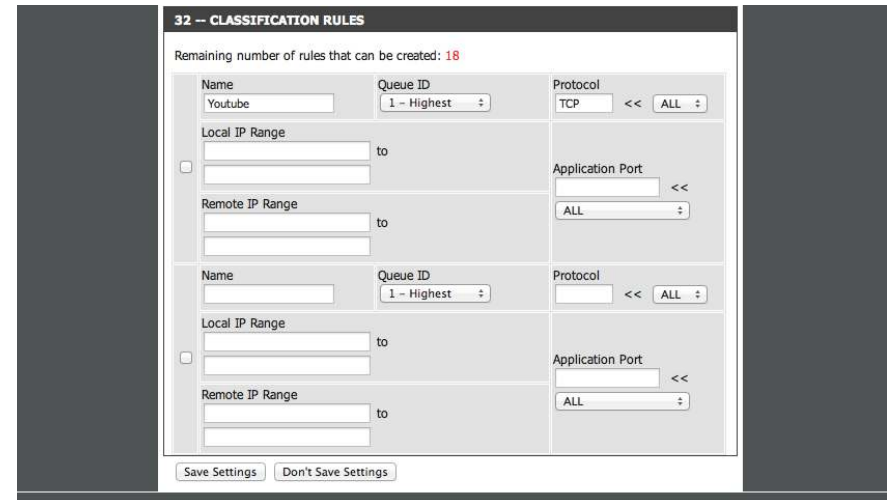 32 -- CLASSIFICATION RULES
Remaining number of rules that can be created: 18
Name Queue ID Protocol
Youtube 1 - Highest TCP << ALL
Local IP Range
to
Application Port
<<
Remote IP Range
ALL
to
Name Queue ID Protocol
1 - Highest << ALL
Local IP Range
to
Application Port
<<
Remote IP Range
ALL
to
Save Settings Don't Save Settings